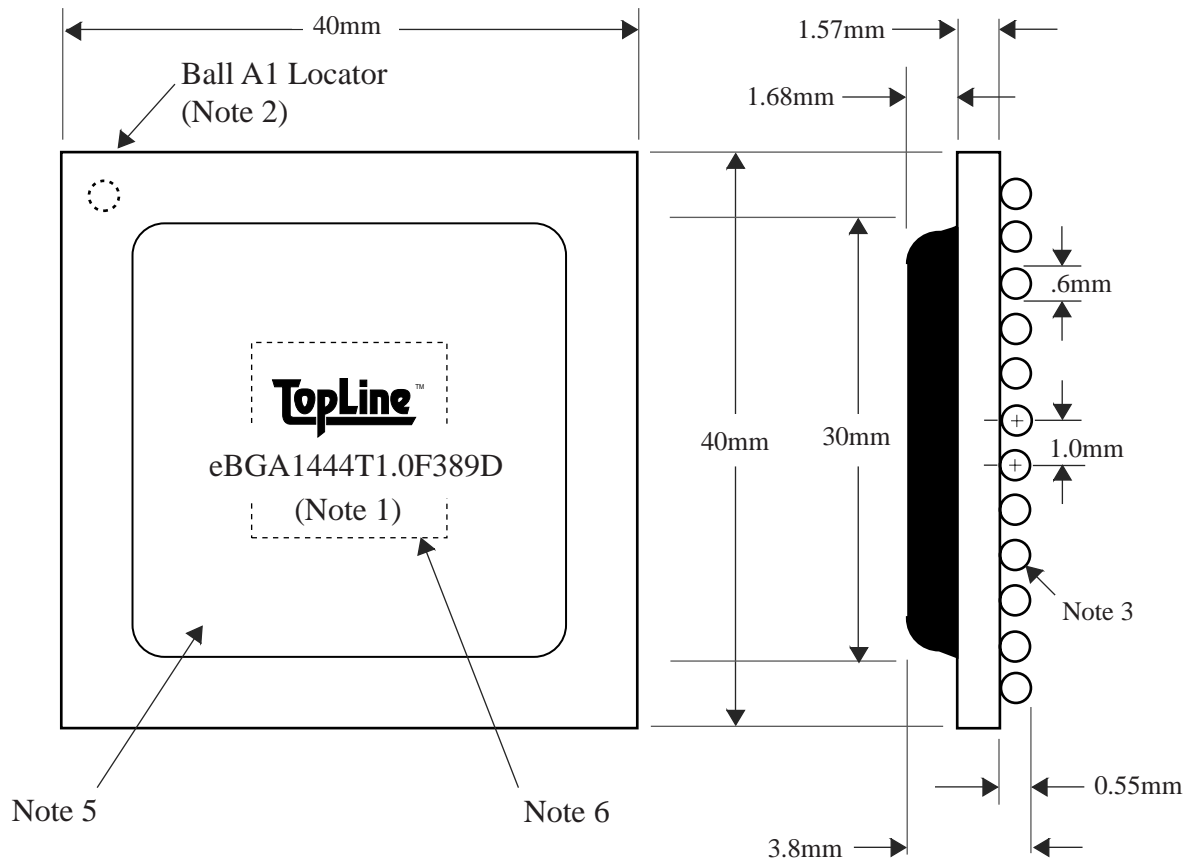 40mm
1.57mm
Ball A1 Locator
(Note 2)
1.68mm
.6mm
TopLine™
eBGA1444T1.0F389D
(Note 1)
40mm
30mm
1.0mm
Note 3
Note 5
Note 6
0.55mm
3.8mm